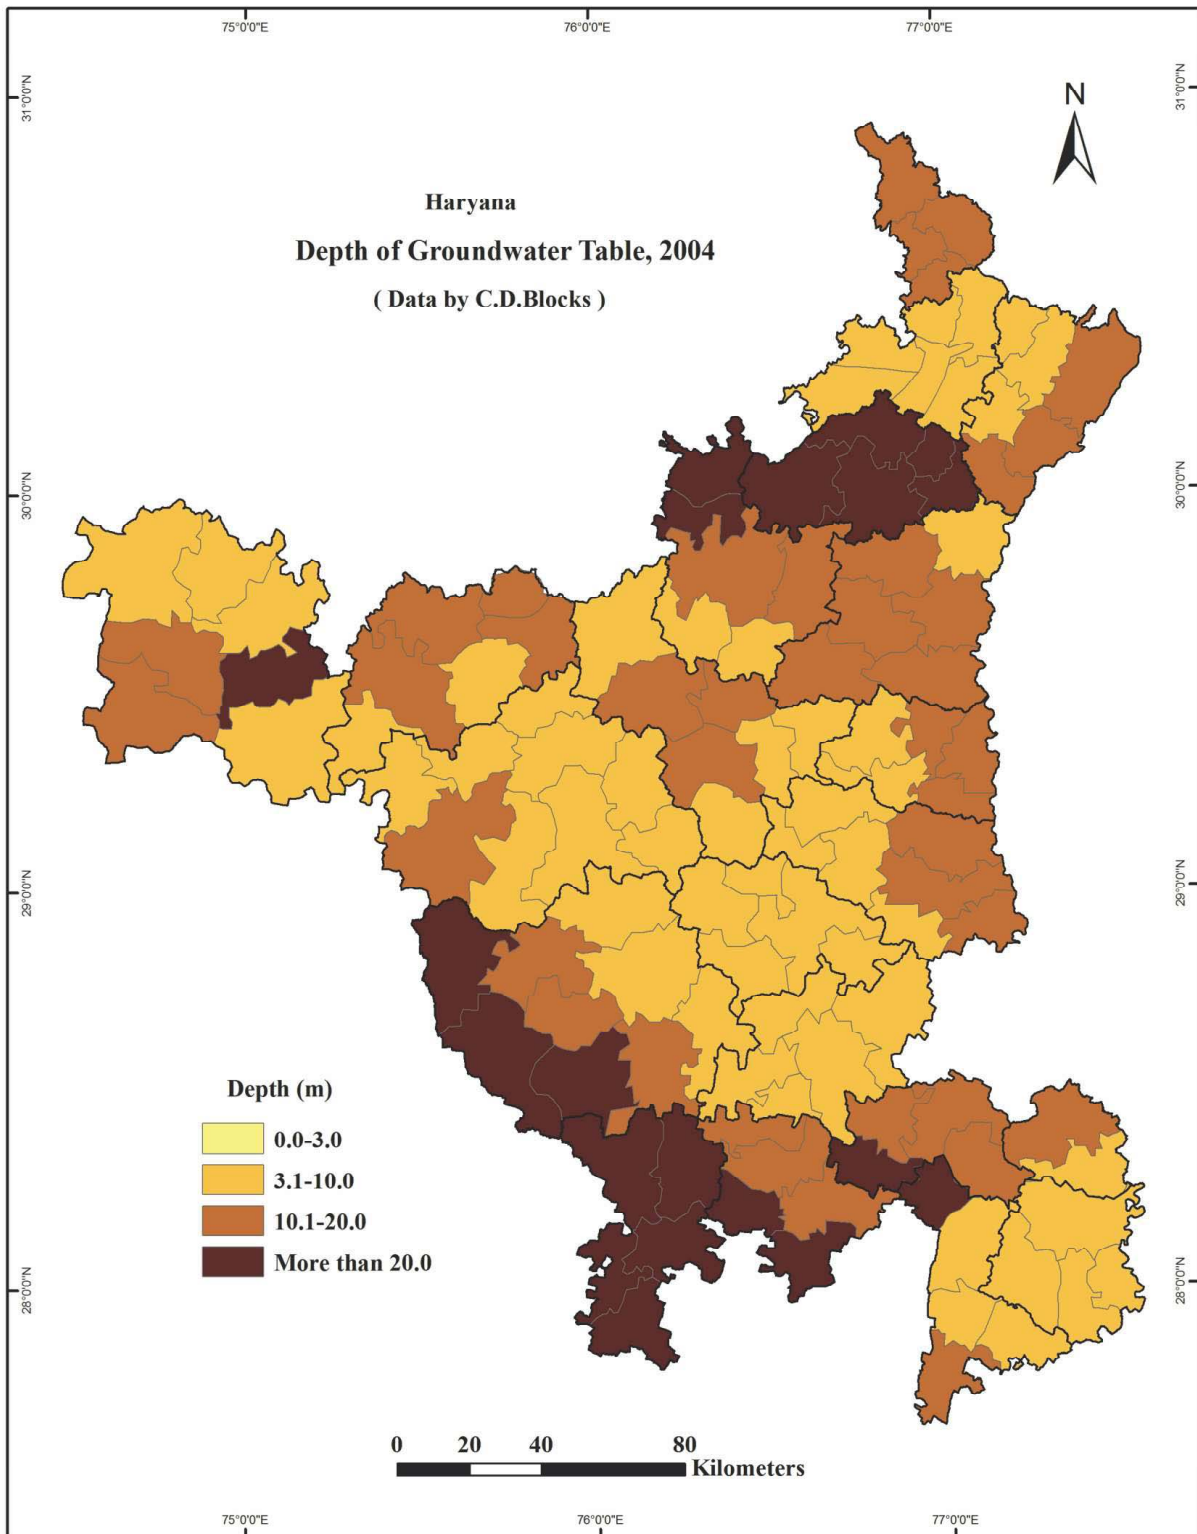 75°0'0"E 76°0'0"E 77°0'0"E
31°0'0"N 31°0'0"N
N
Haryana
Depth of Groundwater Table, 2004
( Data by C.D.Blocks )
30°0'0"N 30°0'0"N
29°0'0"N 29°0'0"N
Depth (m)
0.0-3.0
3.1-10.0
10.1-20.0
More than 20.0
28°0'0"N 28°0'0"N
0 20 40 80
Kilometers
75°0'0"E 76°0'0"E 77°0'0"E